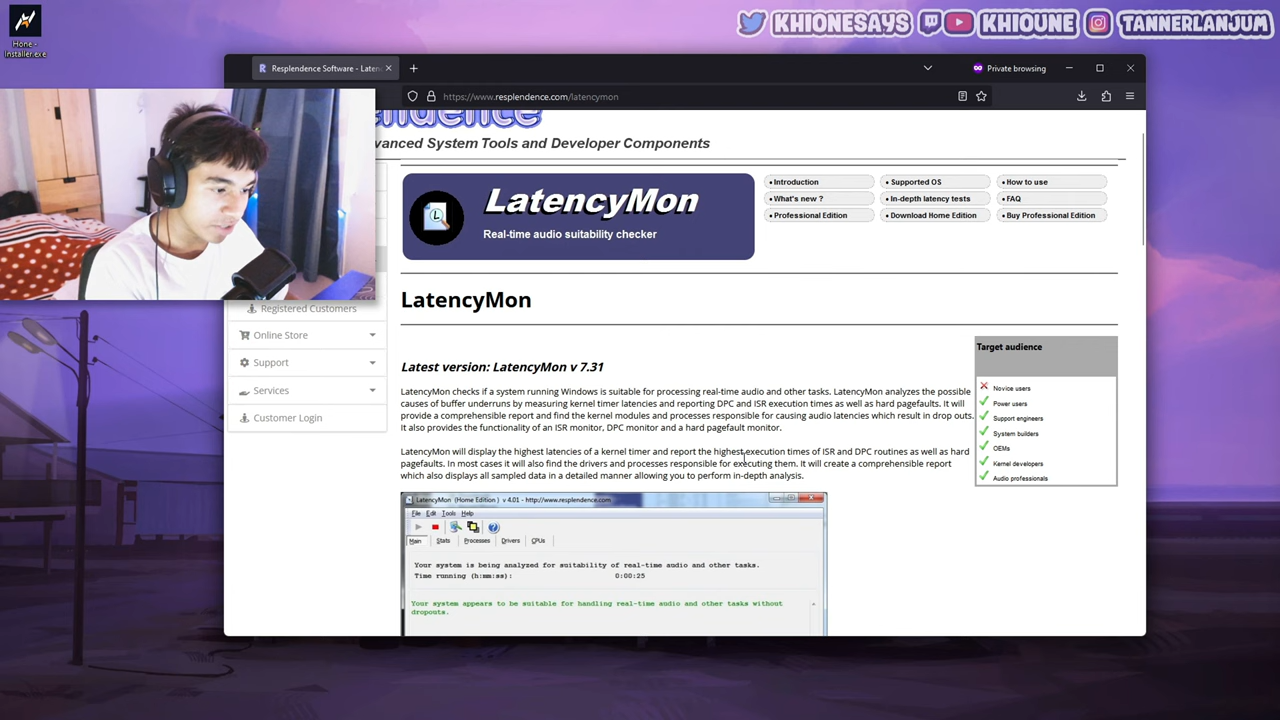 Hone -
Installer.exe
KHIONESAYS
KHIOUNE
TANNERLANJUM
Resplendence Software - Laten
Private browsing
https://www.resplendence.com/latencymon
vanced System Tools and Developer Components
LatencyMon
Real-time audio suitability checker
• Introduction
• Supported OS
• How to use
• What's new ?
• In-depth latency tests
• FAQ
• Professional Edition
• Download Home Edition
• Buy Professional Edition
LatencyMon
Registered Customers
Online Store
Support
Services
Customer Login
Latest version: LatencyMon v 7.31
LatencyMon checks if a system running Windows is suitable for processing real-time audio and other tasks. LatencyMon analyzes the possible
causes of buffer underruns by measuring kernel timer latencies and reporting DPC and ISR execution times as well as hard pagefaults. It will
provide a comprehensive report and find the kernel modules and processes responsible for causing audio latencies which result in drop outs.
It also provides the functionality of an ISR monitor, DPC monitor and a hard pagefault monitor.
LatencyMon will display the highest latencies of a kernel timer and report the highest execution times of ISR and DPC routines as well as hard
pagefaults. In most cases it will also find the drivers and processes responsible for executing them. It will create a comprehensible report
which also displays all sampled data in a detailed manner allowing you to perform in-depth analysis.
Target audience
Novice users
Power users
Support engineers
System builders
OEMs
Kernel developers
Audio professionals
LatencyMon (Home Edition ) v 4.01 - http://www.resplendence.com
File Edit Tools Help
Main Stats Processes Drivers CPUs
Your system is being analyzed for suitability of real-time audio and other tasks.
Time running (h:mm:ss): 0:00:25
Your system appears to be suitable for handling real-time audio and other tasks without
dropouts.